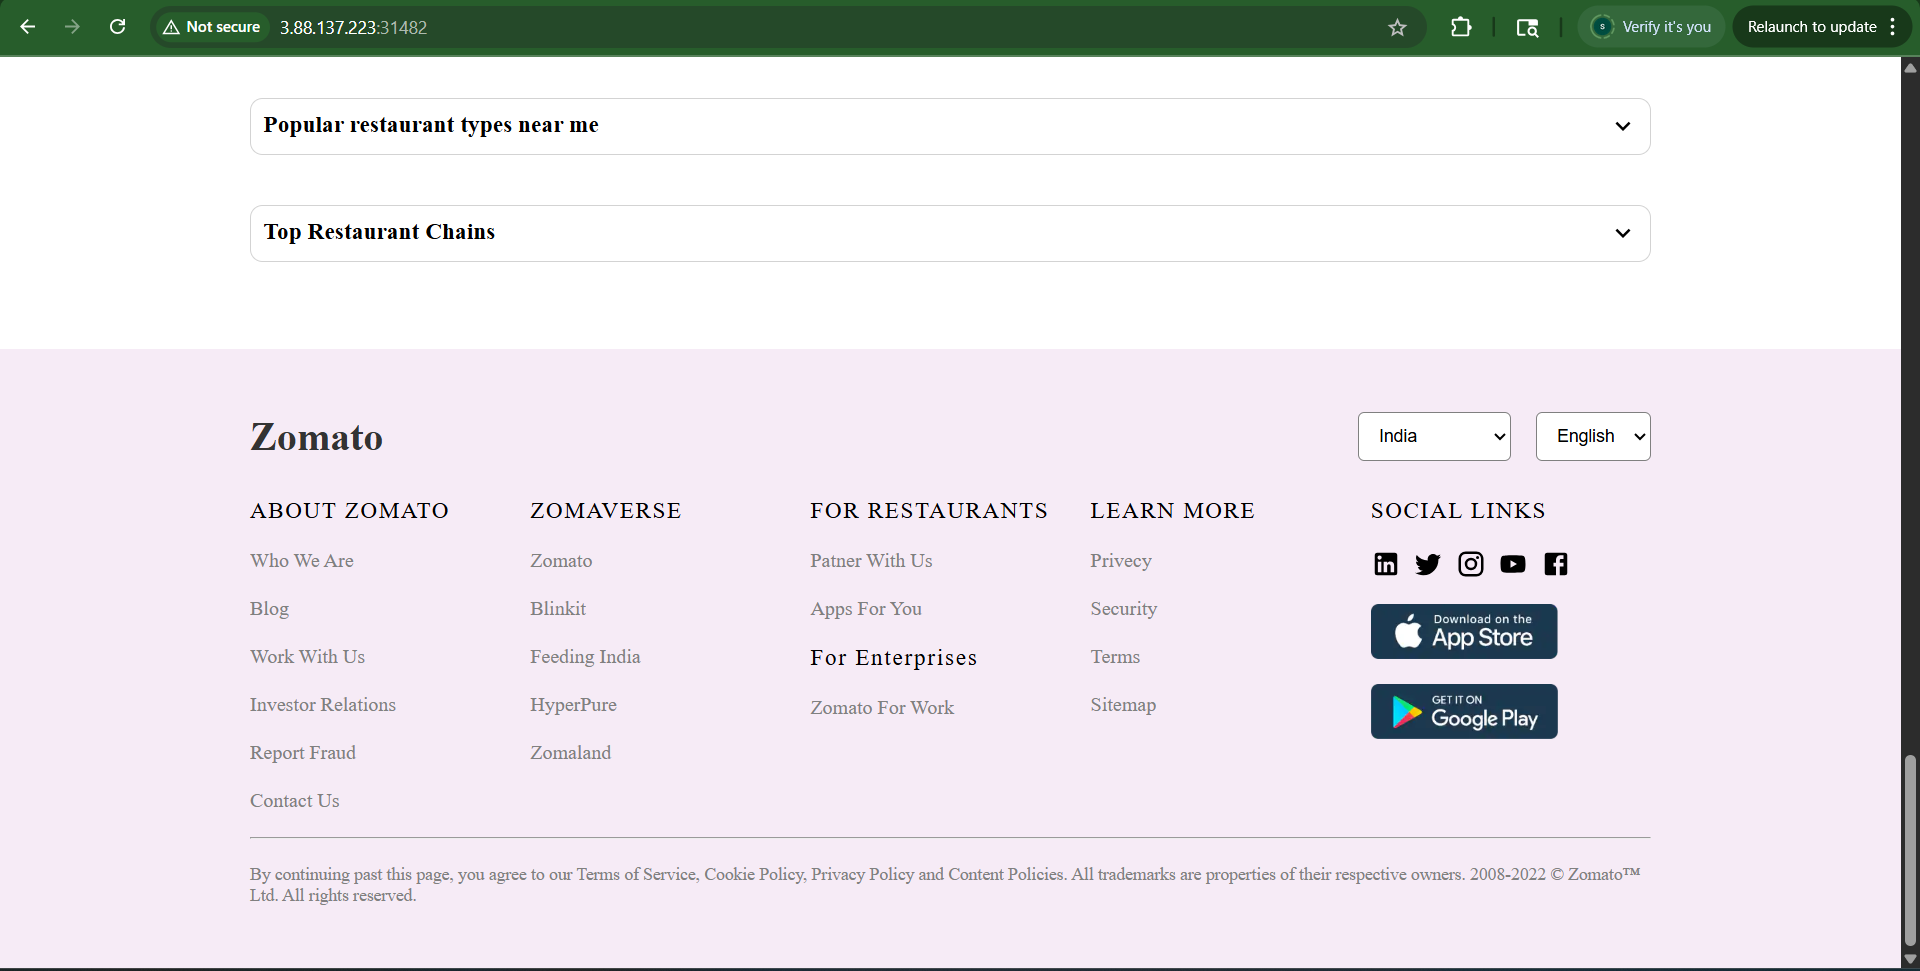 Not secure 3.88.137.223:31482 Verify it's you Relaunch to update
Popular restaurant types near me
Top Restaurant Chains
Zomato India English
ABOUT ZOMATO ZOMAVERSE FOR RESTAURANTS LEARN MORE SOCIAL LINKS
Who We Are Zomato Patner With Us Privecy
Blog Blinkit Apps For You Security
Download on the
App Store
Work With Us Feeding India For Enterprises Terms
Investor Relations HyperPure Zomato For Work Sitemap
GET IT ON
Google Play
Report Fraud Zomaland
Contact Us
By continuing past this page, you agree to our Terms of Service, Cookie Policy, Privacy Policy and Content Policies. All trademarks are properties of their respective owners. 2008-2022 © Zomato™
Ltd. All rights reserved.